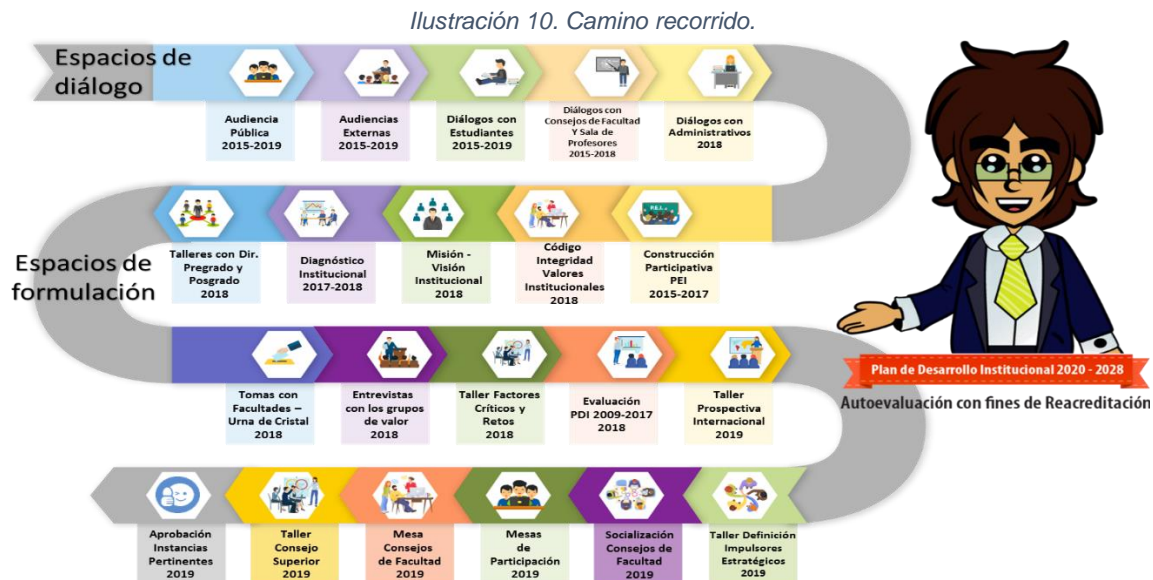 Ilustración 10. Camino recorrido.
Espacios de
diálogo
Audiencia
Pública
2015-2019
Audiencias
Externas
2015-2019
Diálogos con
Estudiantes
2015-2019
Diálogos con
Consejos de Facultad
Y Sala de
Profesores
2015-2018
Diálogos con
Administrativos
2018
Espacios de
formulación
Talleres con Dir.
Pregrado y
Posgrado
2018
Diagnóstico
Institucional
2017-2018
Misión -
Visión
Institucional
2018
Código
Integridad
Valores
Institucionales
2018
P.E.I.
Construcción
Participativa
PEI
2015-2017
Tomas con
Facultades –
Urna de Cristal
2018
Entrevistas
con los grupos
de valor
2018
Taller Factores
Críticos y
Retos
2018
Evaluación
PDI 2009-2017
2018
Taller
Prospectiva
Internacional
2019
Plan de Desarrollo Institucional 2020 - 2028
Autoevaluación con fines de Reacreditación
Aprobación
Instancias
Pertinentes
2019
Taller
Consejo
Superior
2019
Mesa
Consejos
de Facultad
2019
Mesas
de
Participación
2019
Socialización
Consejos de
Facultad
2019
Taller Definición
Impulsores
Estratégicos
2019